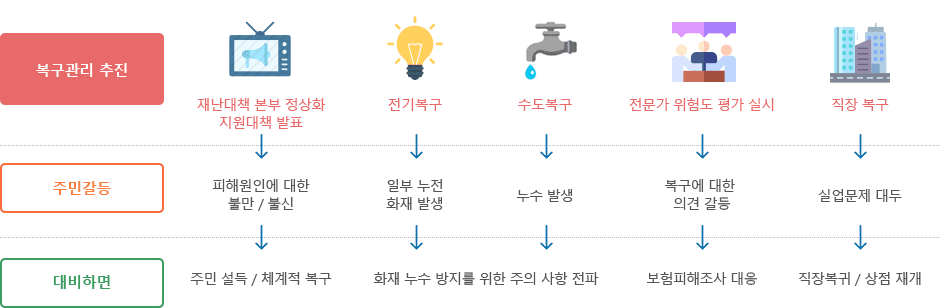 복구관리 추진
재난대책 본부 정상화
지원대책 발표
전기복구
수도복구
전문가 위험도 평가 실시
직장 복구
주민갈등
피해원인에 대한
불만 / 불신
일부 누전
화재 발생
누수 발생
복구에 대한
의견 갈등
실업문제 대두
대비하면
주민 설득 / 체계적 복구
화재 누수 방지를 위한 주의 사항 전파
보험피해조사 대응
직장복귀 / 상점 재개